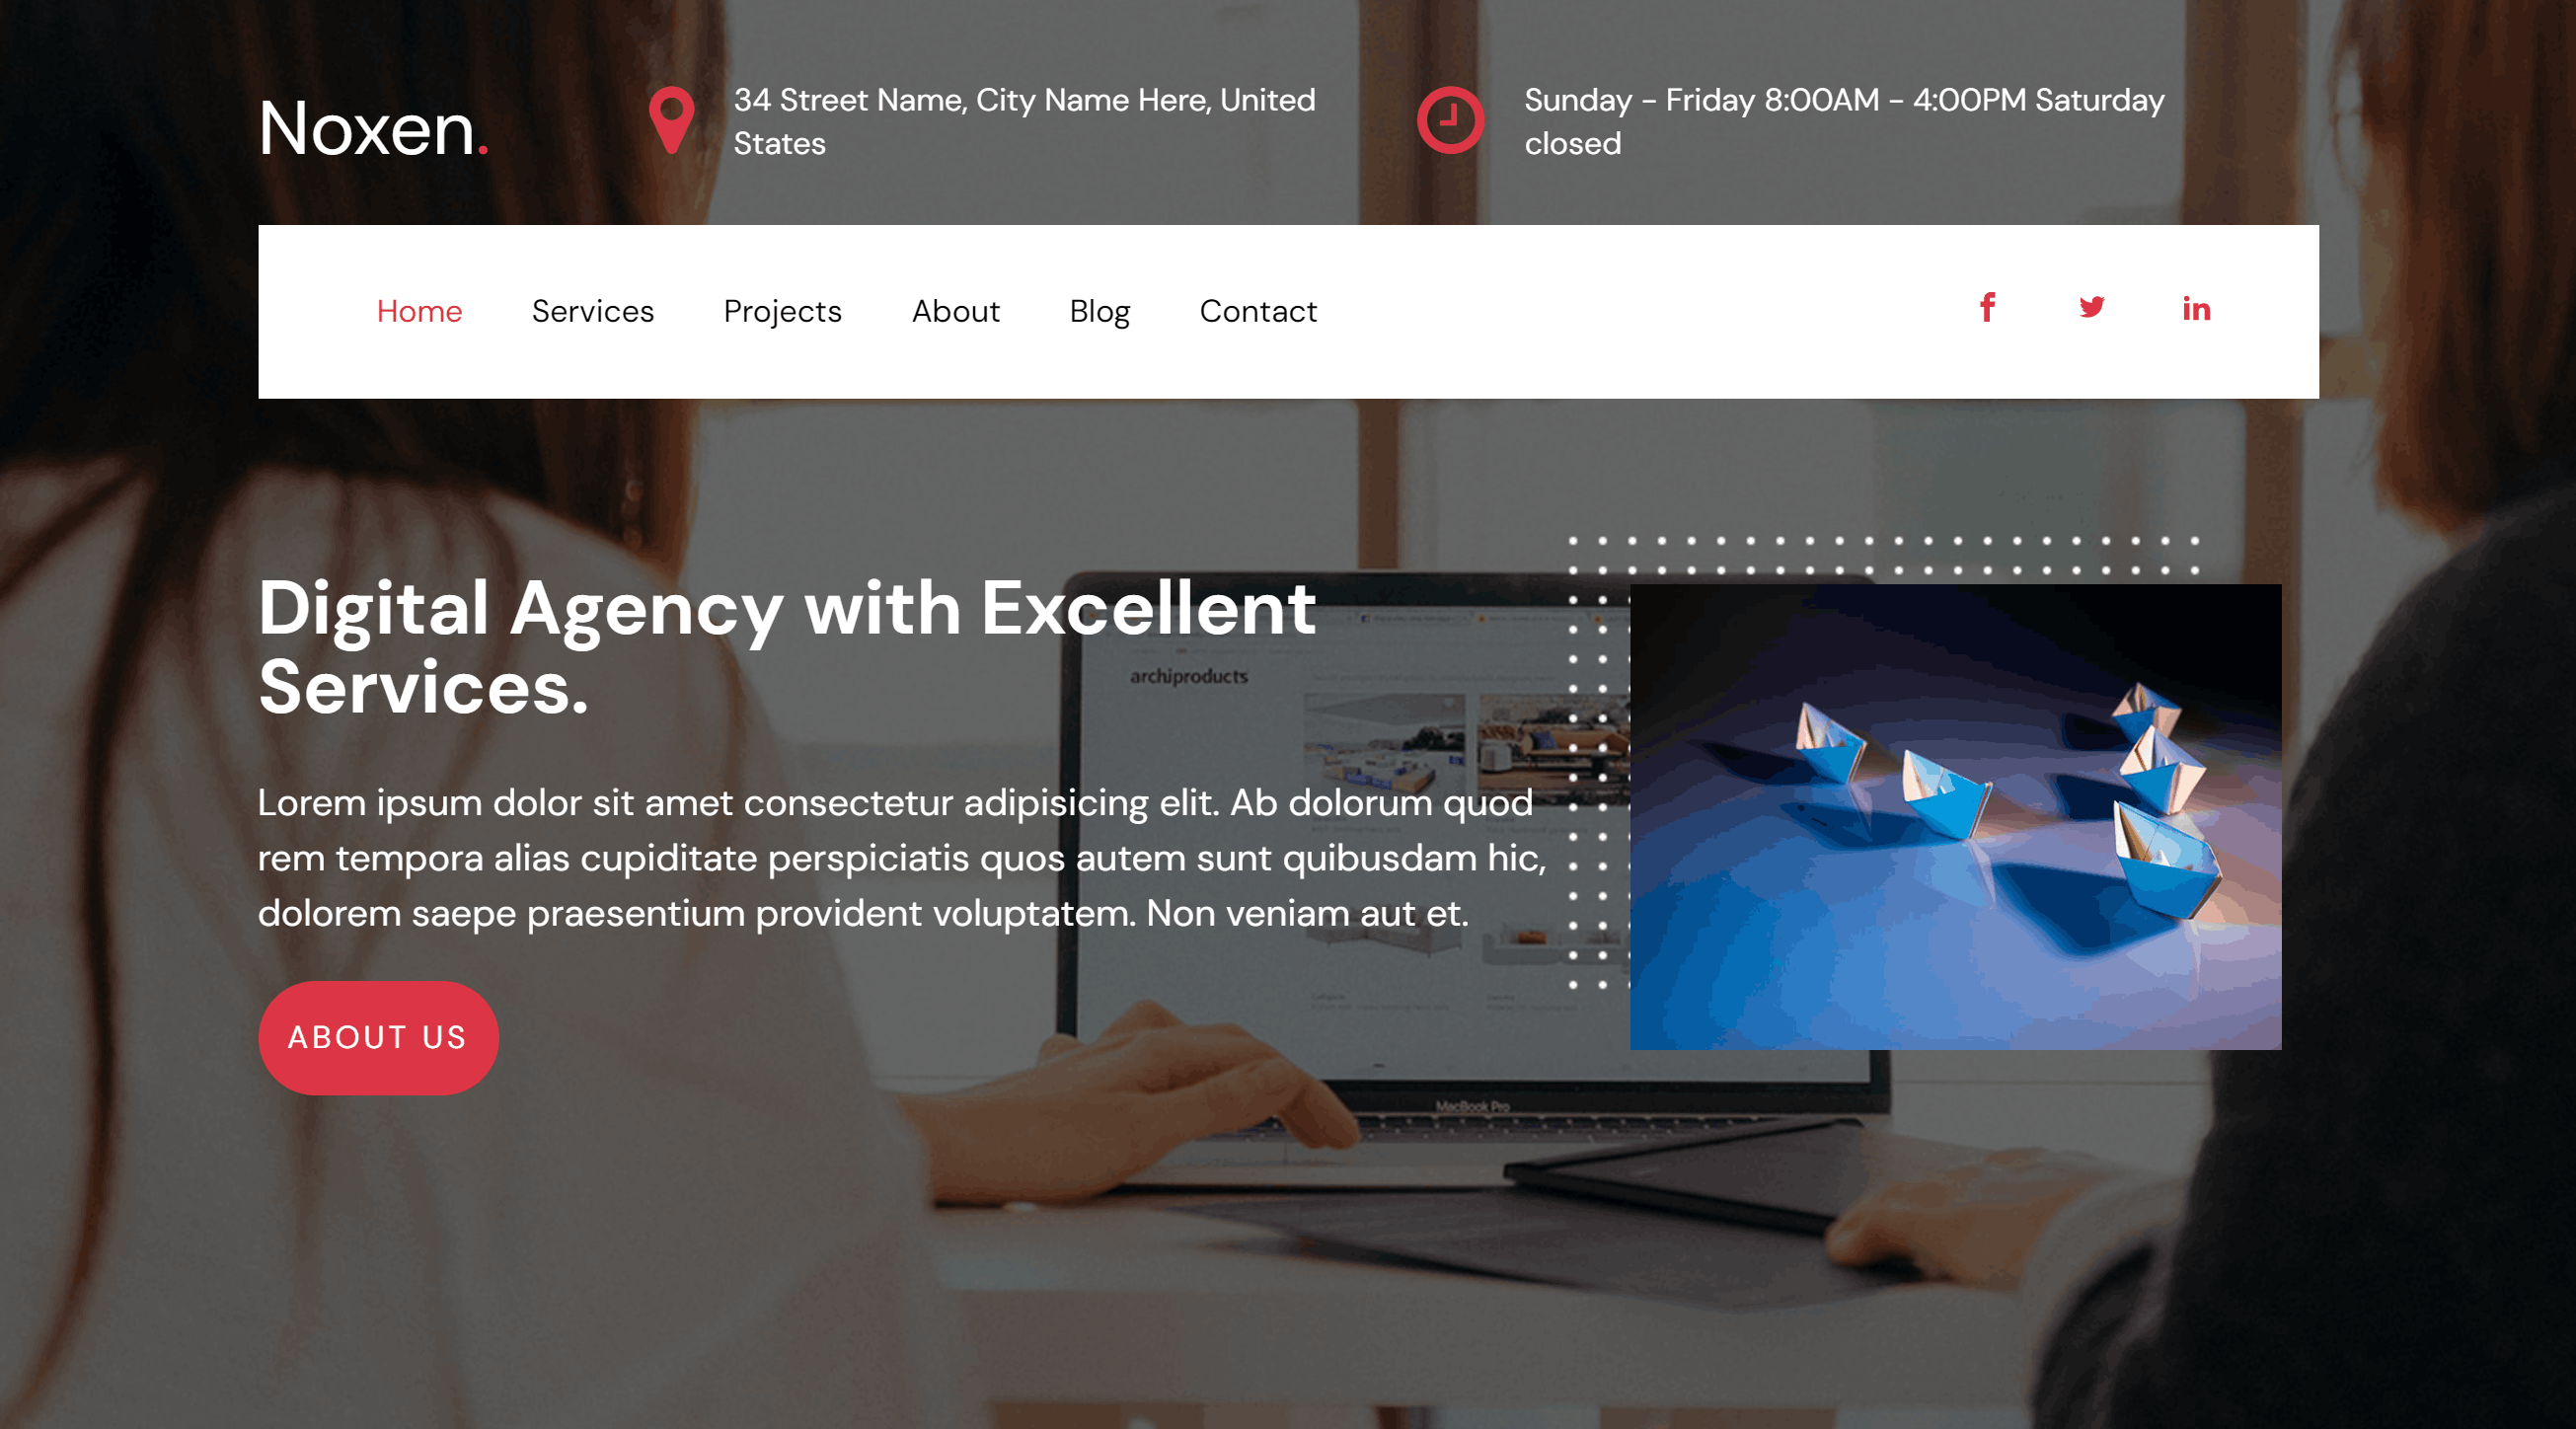 Noxen.
34 Street Name, City Name Here, United
States
Sunday - Friday 8:00AM - 4:00PM Saturday
closed
Home Services Projects About Blog Contact
Digital Agency with Excellent
Services.
archiproducts
Lorem ipsum dolor sit amet consectetur adipisicing elit. Ab dolorum quod
rem tempora alias cupiditate perspiciatis quos autem sunt quibusdam hic,
dolorem saepe praesentium provident voluptatem. Non veniam aut et.
ABOUT US
MacBook Pro